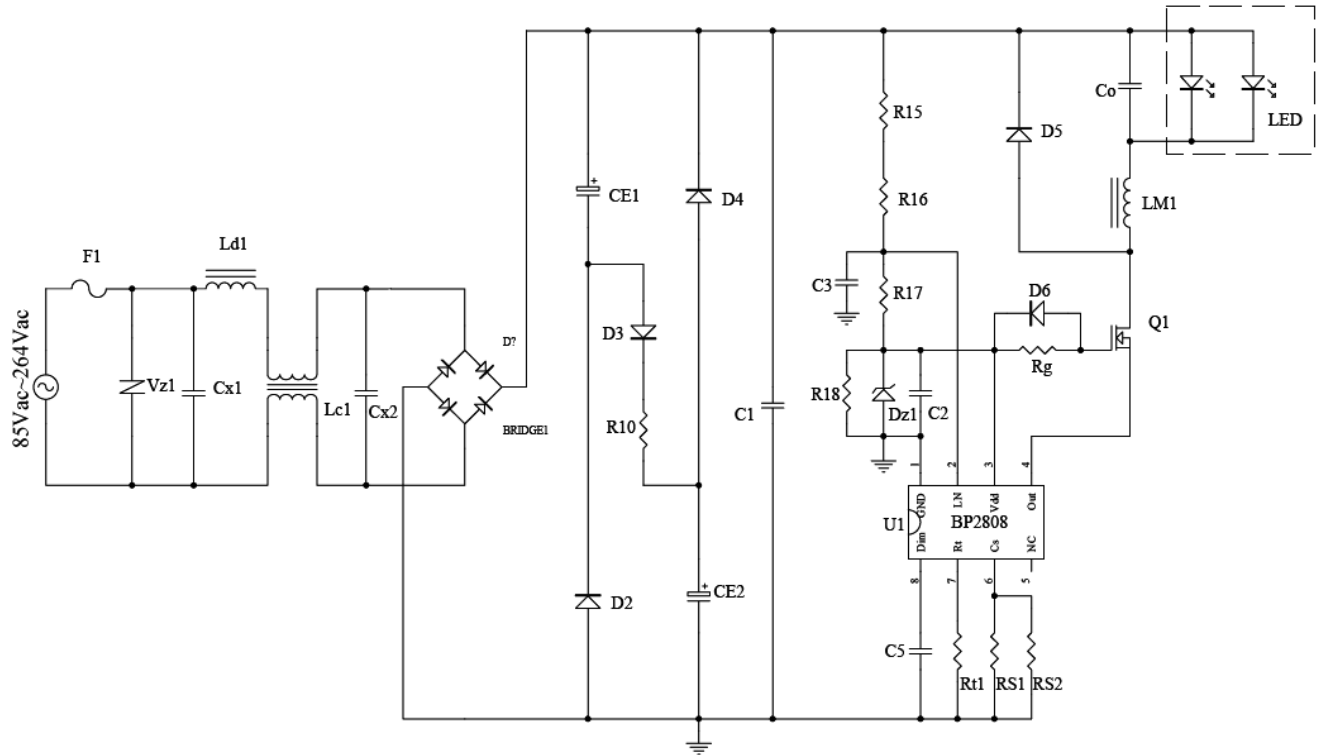 85Vac~264Vac
F1
Vz1
Cx1
Ld1
Lc1
Cx2
D?
BRIDGE1
+
CE1
D3
R10
D2
D4
+
CE2
C1
R15
R16
C3
R17
R18
Dz1
C2
D5
Co
LED
LM1
D6
Rg
Q1
1
2
3
4
GND
LN
Vdd
Out
U1
BP2808
Dim
Rt
Cs
NC
8
7
6
5
C5
Rt1
RS1
RS2